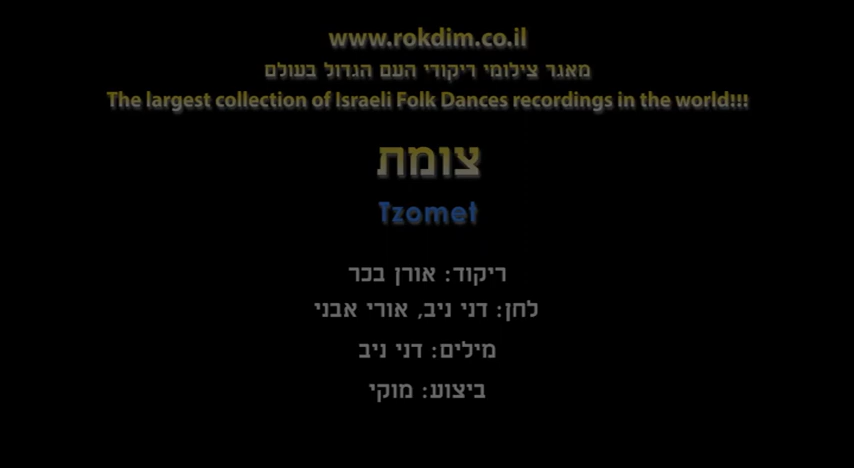 www.rokdim.co.il
מאגר צילומי ריקודי העם הגדול בעולם
The largest collection of Israeli Folk Dances recordings in the world!!!
צומת
Tzomet
ריקוד: אורן בכר
לחן: דני ניב, אורי אבני
מילים: דני ניב
ביצוע: מוקי